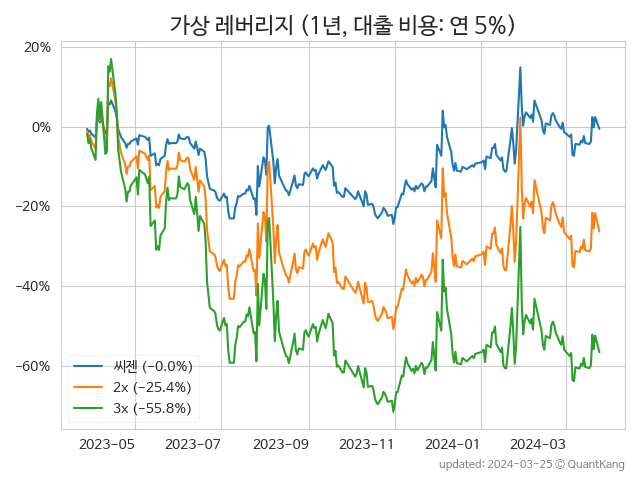 가상 레버리지 (1년, 대출 비용: 연 5%)
20%
0%
−20%
−40%
−60%
씨젠 (−0.0%)
2x (−25.4%)
3x (−55.8%)
2023−05 2023−07 2023−09 2023−11 2024−01 2024−03
updated: 2024−03−25 © QuantKang